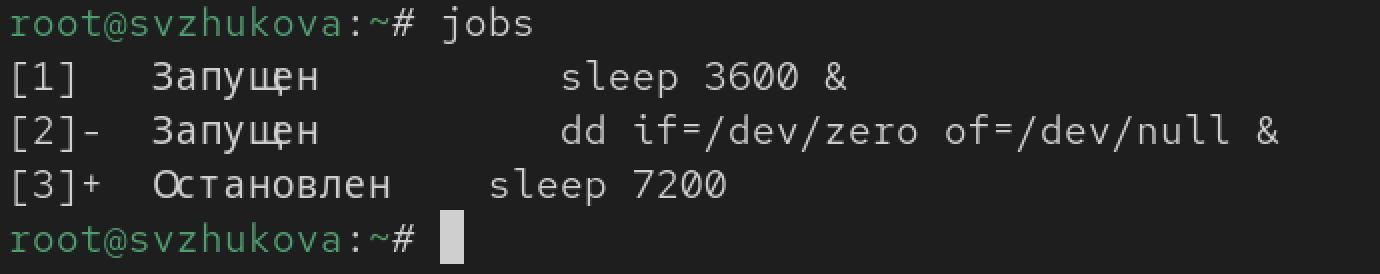 root@svzhukova:~# jobs
[1]   Запущен          sleep 3600 &
[2]-  Запущен          dd if=/dev/zero of=/dev/null &
[3]+  Остановлен    sleep 7200
root@svzhukova:~#